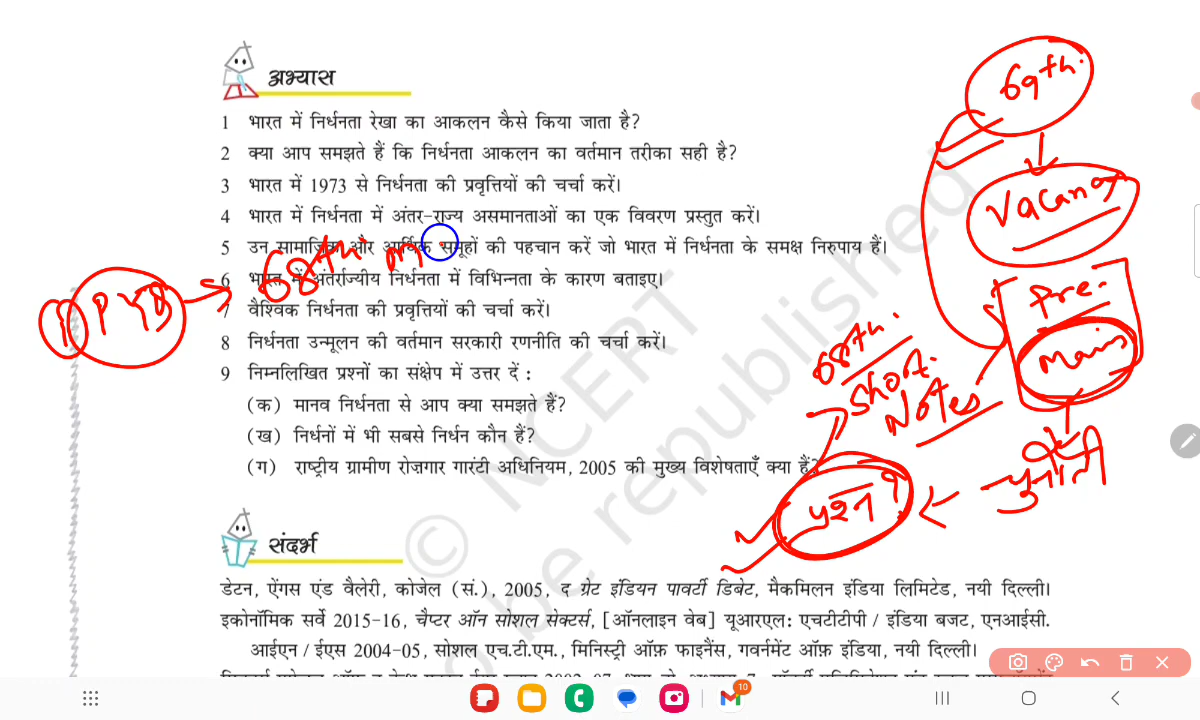 अभ्यास
1 भारत में निर्धनता रेखा का आकलन कैसे किया जाता है?
2 क्या आप समझते हैं कि निर्धनता आकलन का वर्तमान तरीका सही है?
3 भारत में 1973 से निर्धनता की प्रवृत्तियों की चर्चा करें।
4 भारत में निर्धनता में अंतर-राज्य असमानताओं का एक विवरण प्रस्तुत करें।
5 उन सामाजिक और आर्थिक समूहों की पहचान करें जो भारत में निर्धनता के समक्ष निरुपाय हैं।
6 भारत में अंतर्राज्यीय निर्धनता में विभिन्नता के कारण बताइए।
7 वैश्विक निर्धनता की प्रवृत्तियों की चर्चा करें।
8 निर्धनता उन्मूलन की वर्तमान सरकारी रणनीति की चर्चा करें।
9 निम्नलिखित प्रश्नों का संक्षेप में उत्तर दें :
(क) मानव निर्धनता से आप क्या समझते हैं?
(ख) निर्धनों में भी सबसे निर्धन कौन हैं?
(ग) राष्ट्रीय ग्रामीण रोज़गार गारंटी अधिनियम, 2005 की मुख्य विशेषताएँ क्या हैं?
संदर्भ
डेटन, ऐंगस एंड वैलेरी, कोजेल (सं.), 2005, द ग्रेट इंडियन पावर्टी डिबेट, मैकमिलन इंडिया लिमिटेड, नयी दिल्ली।
इकोनॉमिक सर्वे 2015-16, चैप्टर ऑन सोशल सेक्टर्स, [ऑनलाइन वेब] यूआरएल: एचटीटीपी / इंडिया बजट, एनआईसी.
आईएन / ईएस 2004-05, सोशल एच.टी.एम., मिनिस्ट्री ऑफ़ फाइनैंस, गवर्नमेंट ऑफ़ इंडिया, नयी दिल्ली।
© NCERT
be republished
69th.
Vacancy
Pre.
Mains
चुनौती
प्रश्न?
68th.
Short
Notes
PYQ
68th
10